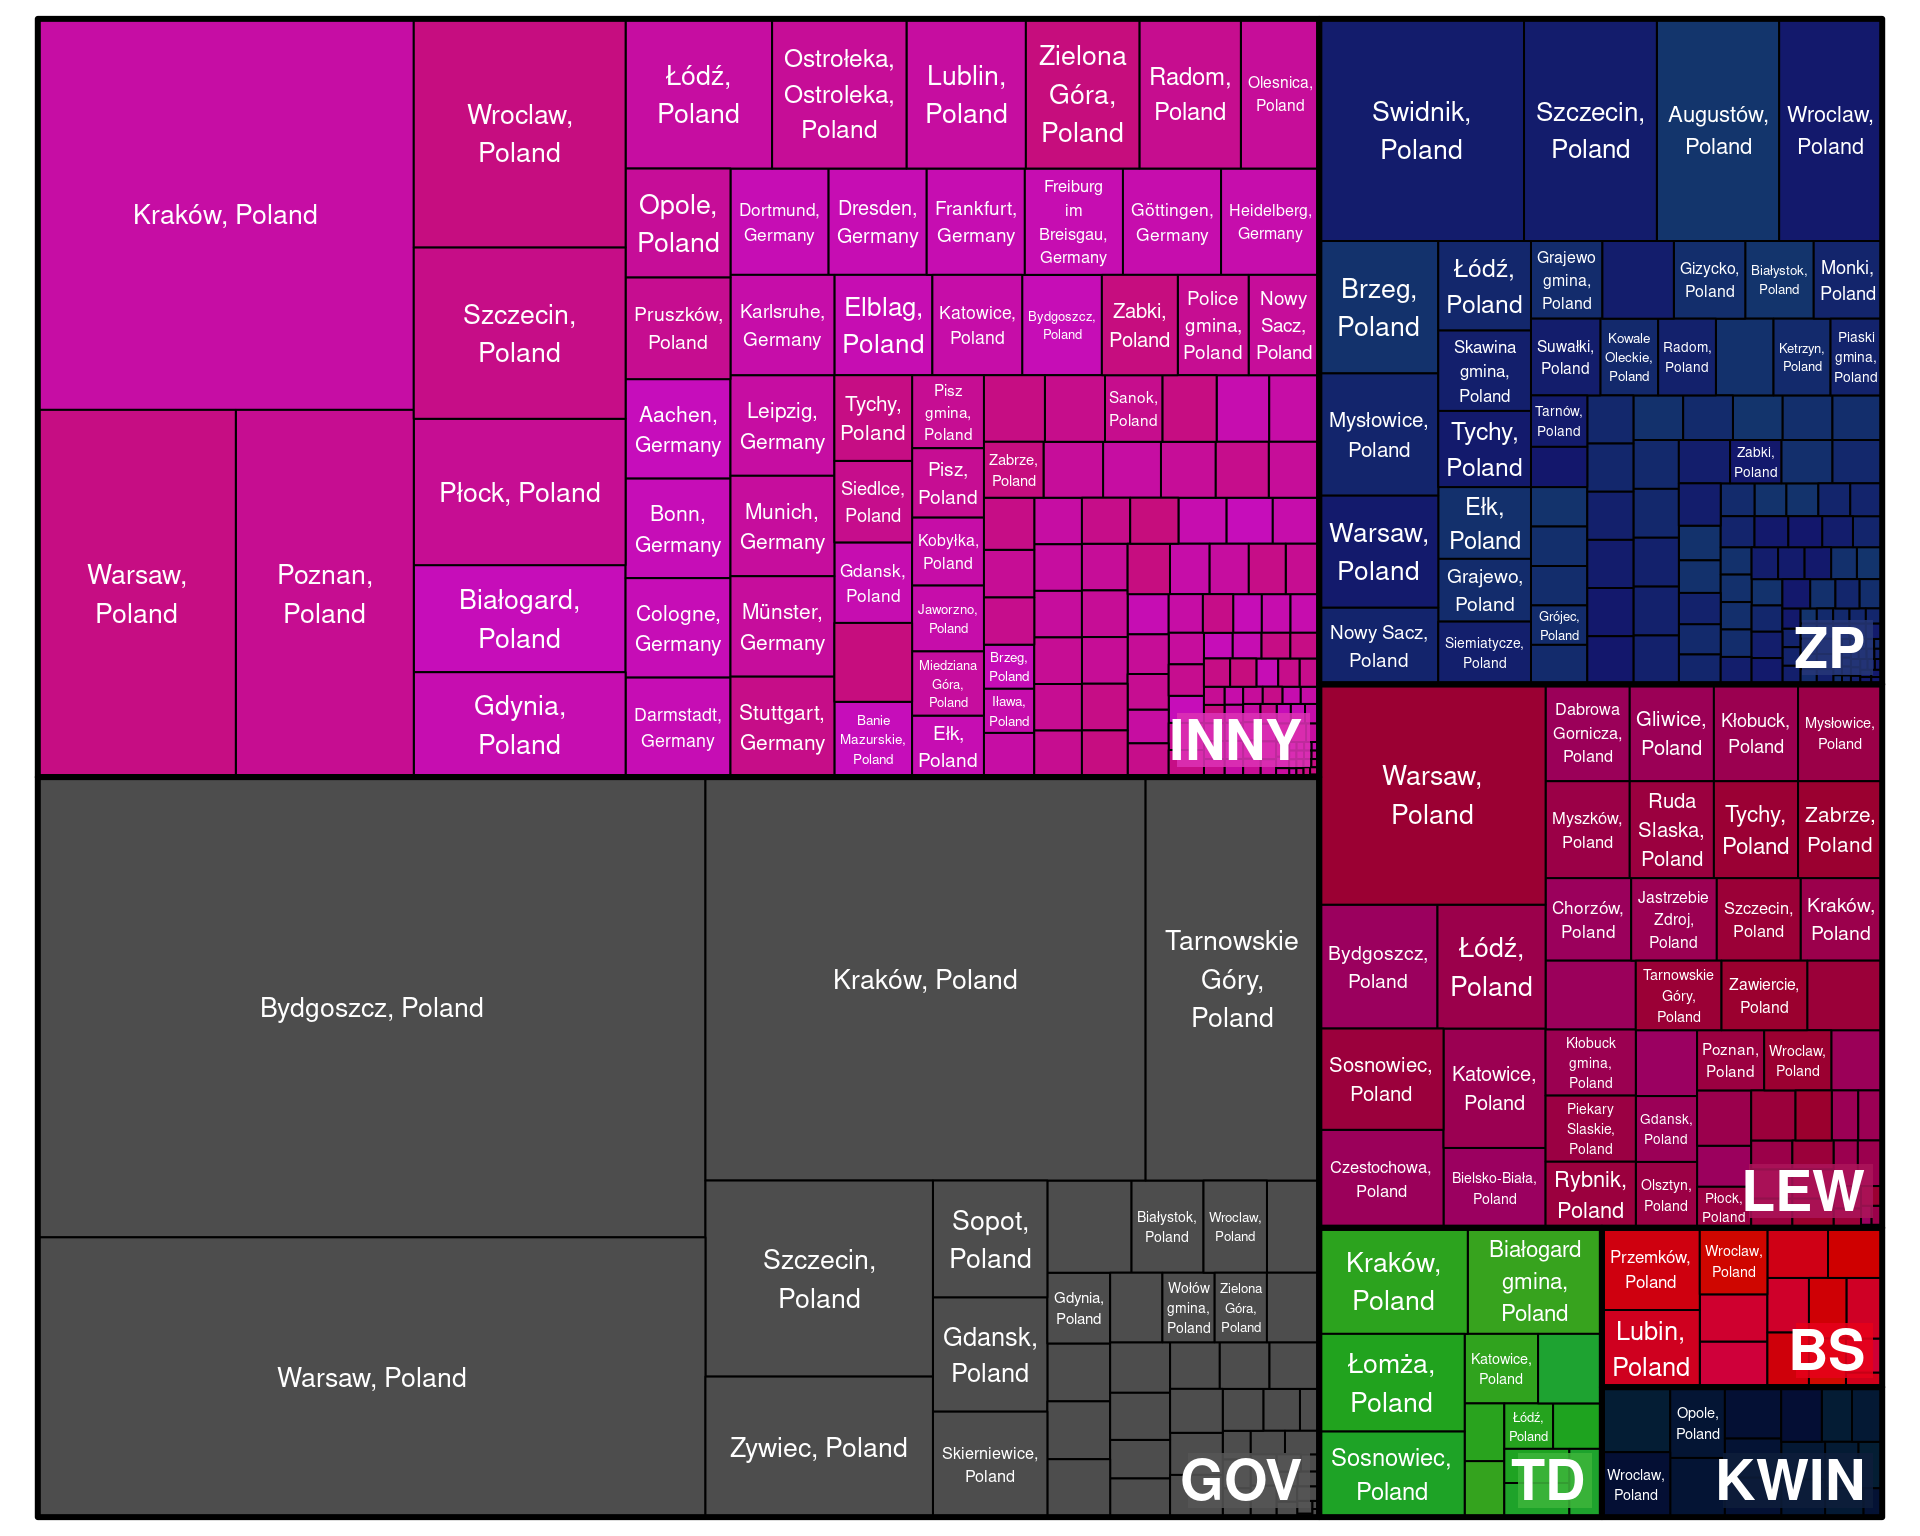 Kraków, Poland
Wroclaw,
Poland
Szczecin,
Poland
Warsaw,
Poland
Poznan,
Poland
Płock, Poland
Białogard,
Poland
Gdynia,
Poland
Łódź,
Poland
Ostrołeka,
Ostroleka,
Poland
Lublin,
Poland
Zielona
Góra,
Poland
Radom,
Poland
Olesnica,
Poland
Opole,
Poland
Dortmund,
Germany
Dresden,
Germany
Frankfurt,
Germany
Freiburg
im
Breisgau,
Germany
Göttingen,
Germany
Heidelberg,
Germany
Pruszków,
Poland
Karlsruhe,
Germany
Elblag,
Poland
Katowice,
Poland
Bydgoszcz,
Poland
Zabki,
Poland
Police
gmina,
Poland
Nowy
Sacz,
Poland
Aachen,
Germany
Leipzig,
Germany
Tychy,
Poland
Pisz
gmina,
Poland
Sanok,
Poland
Bonn,
Germany
Munich,
Germany
Siedlce,
Poland
Pisz,
Poland
Zabrze,
Poland
Kobyłka,
Poland
Gdansk,
Poland
Cologne,
Germany
Münster,
Germany
Jaworzno,
Poland
Miedziana
Góra,
Poland
Brzeg,
Poland
Iława,
Poland
Darmstadt,
Germany
Stuttgart,
Germany
Banie
Mazurskie,
Poland
Ełk,
Poland
INNY
Bydgoszcz, Poland
Warsaw, Poland
Kraków, Poland
Tarnowskie
Góry,
Poland
Szczecin,
Poland
Zywiec, Poland
Sopot,
Poland
Gdansk,
Poland
Skierniewice,
Poland
Białystok,
Poland
Wroclaw,
Poland
Gdynia,
Poland
Wołów
gmina,
Poland
Zielona
Góra,
Poland
GOV
Swidnik,
Poland
Szczecin,
Poland
Augustów,
Poland
Wroclaw,
Poland
Brzeg,
Poland
Łódź,
Poland
Grajewo
gmina,
Poland
Gizycko,
Poland
Białystok,
Poland
Monki,
Poland
Skawina
gmina,
Poland
Suwałki,
Poland
Kowale
Oleckie,
Poland
Radom,
Poland
Ketrzyn,
Poland
Piaski
gmina,
Poland
Mysłowice,
Poland
Tychy,
Poland
Tarnów,
Poland
Zabki,
Poland
Warsaw,
Poland
Ełk,
Poland
Grajewo,
Poland
Nowy Sacz,
Poland
Siemiatycze,
Poland
Grójec,
Poland
ZP
Warsaw,
Poland
Dabrowa
Gornicza,
Poland
Gliwice,
Poland
Kłobuck,
Poland
Mysłowice,
Poland
Myszków,
Poland
Ruda
Slaska,
Poland
Tychy,
Poland
Zabrze,
Poland
Bydgoszcz,
Poland
Łódź,
Poland
Chorzów,
Poland
Jastrzebie
Zdroj,
Poland
Szczecin,
Poland
Kraków,
Poland
Tarnowskie
Góry,
Poland
Zawiercie,
Poland
Sosnowiec,
Poland
Katowice,
Poland
Kłobuck
gmina,
Poland
Poznan,
Poland
Wroclaw,
Poland
Piekary
Slaskie,
Poland
Gdansk,
Poland
Czestochowa,
Poland
Bielsko-Biała,
Poland
Rybnik,
Poland
Olsztyn,
Poland
Płock,
Poland
LEW
Kraków,
Poland
Białogard
gmina,
Poland
Łomża,
Poland
Katowice,
Poland
Sosnowiec,
Poland
Łódź,
Poland
TD
Przemków,
Poland
Wroclaw,
Poland
Lubin,
Poland
BS
Opole,
Poland
Wroclaw,
Poland
KWIN